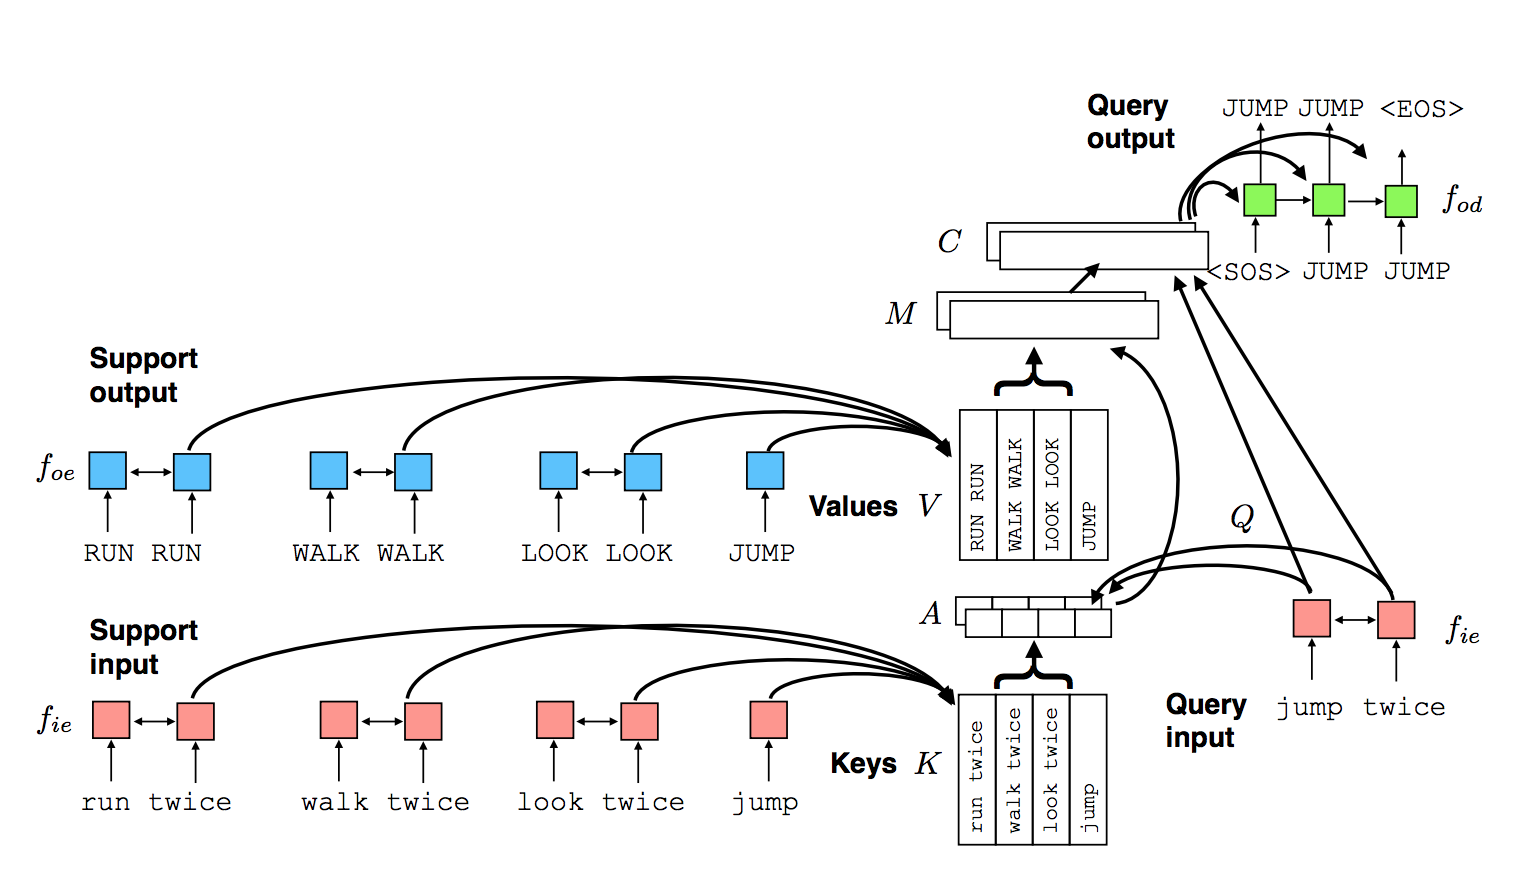 Query
output
JUMP JUMP <EOS>
f_od
<SOS> JUMP JUMP
C
M
Support
output
f_oe
RUN RUN
WALK WALK
LOOK LOOK
JUMP
Values V
RUN RUN
WALK WALK
LOOK LOOK
JUMP
Q
A
Support
input
f_ie
run twice
walk twice
look twice
jump
Keys K
run twice
walk twice
look twice
jump
f_ie
Query
input
jump twice